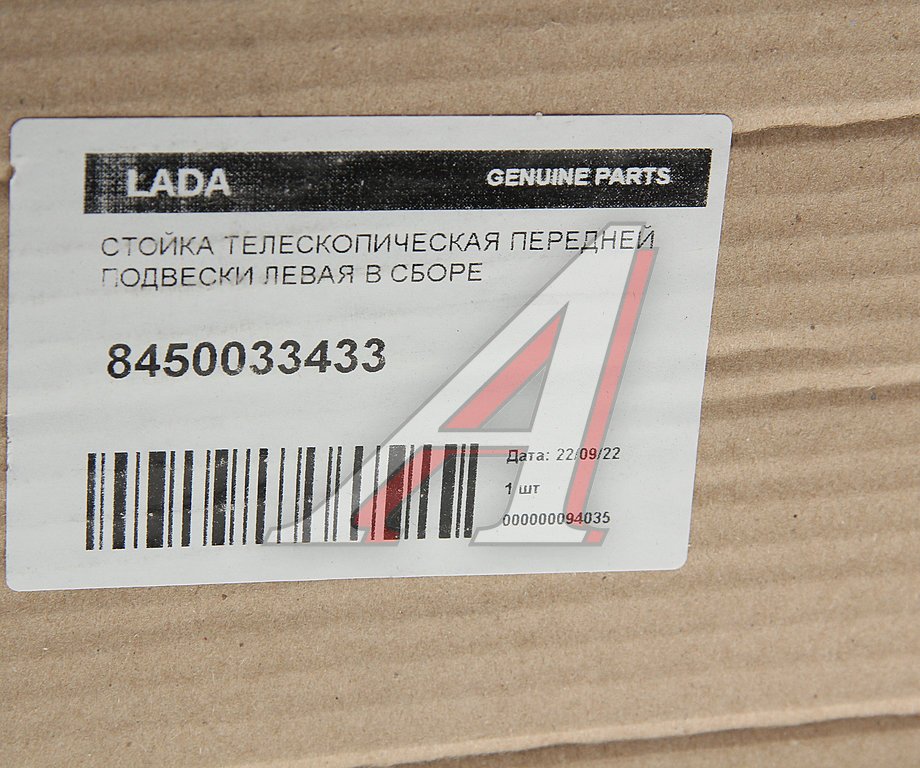 LADA GENUINE PARTS
СТОЙКА ТЕЛЕСКОПИЧЕСКАЯ ПЕРЕДНЕЙ
ПОДВЕСКИ ЛЕВАЯ В СБОРЕ
8450033433
Дата: 22/09/22
1 шт
000000094035